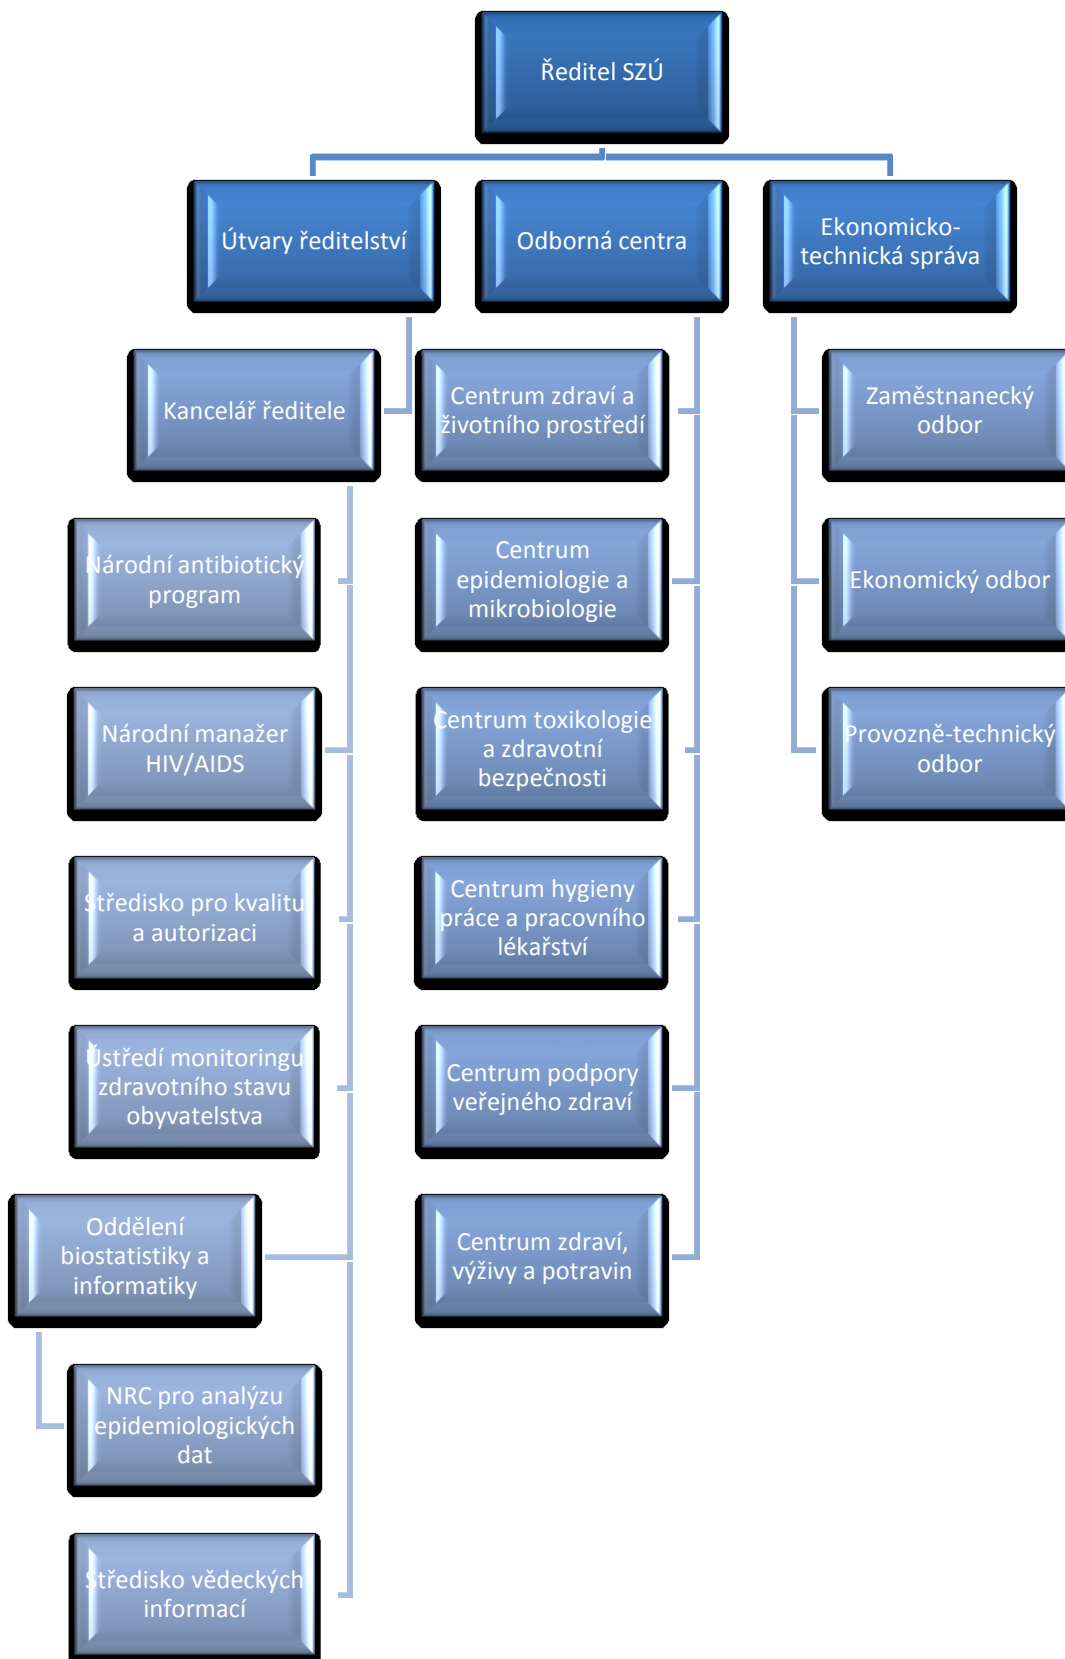 Ředitel SZÚ
Útvary ředitelství
Odborná centra
Ekonomicko-
technická správa
Kancelář ředitele
Centrum zdraví a
životního prostředí
Zaměstnanecký
odbor
Národní antibiotický
program
Centrum
epidemiologie a
mikrobiologie
Ekonomický odbor
Národní manažer
HIV/AIDS
Centrum toxikologie
a zdravotní
bezpečnosti
Provozně-technický
odbor
Středisko pro kvalitu
a autorizaci
Centrum hygieny
práce a pracovního
lékařství
Ústředí monitoringu
zdravotního stavu
obyvatelstva
Centrum podpory
veřejného zdraví
Oddělení
biostatistiky a
informatiky
Centrum zdraví,
výživy a potravin
NRC pro analýzu
epidemiologických
dat
Středisko vědeckých
informací